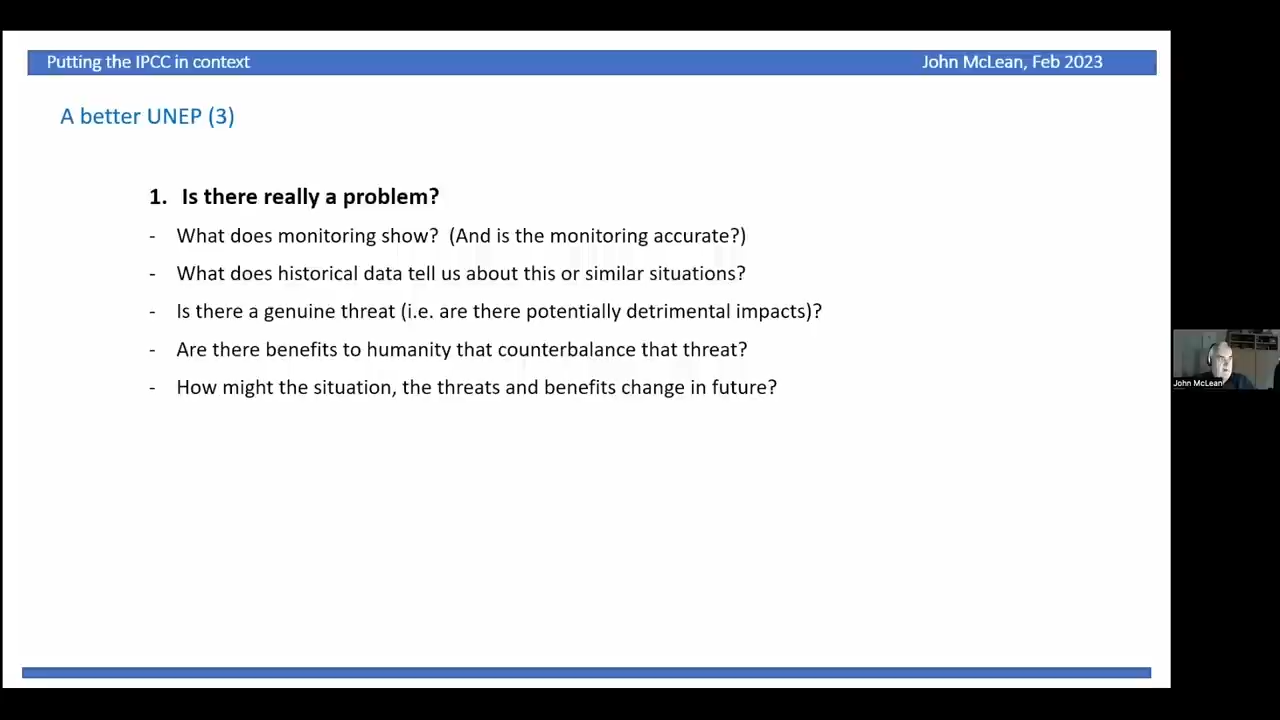 Putting the IPCC in context John McLean, Feb 2023
A better UNEP (3)
1. Is there really a problem?
- What does monitoring show? (And is the monitoring accurate?)
- What does historical data tell us about this or similar situations?
- Is there a genuine threat (i.e. are there potentially detrimental impacts)?
- Are there benefits to humanity that counterbalance that threat?
- How might the situation, the threats and benefits change in future?
John McLean